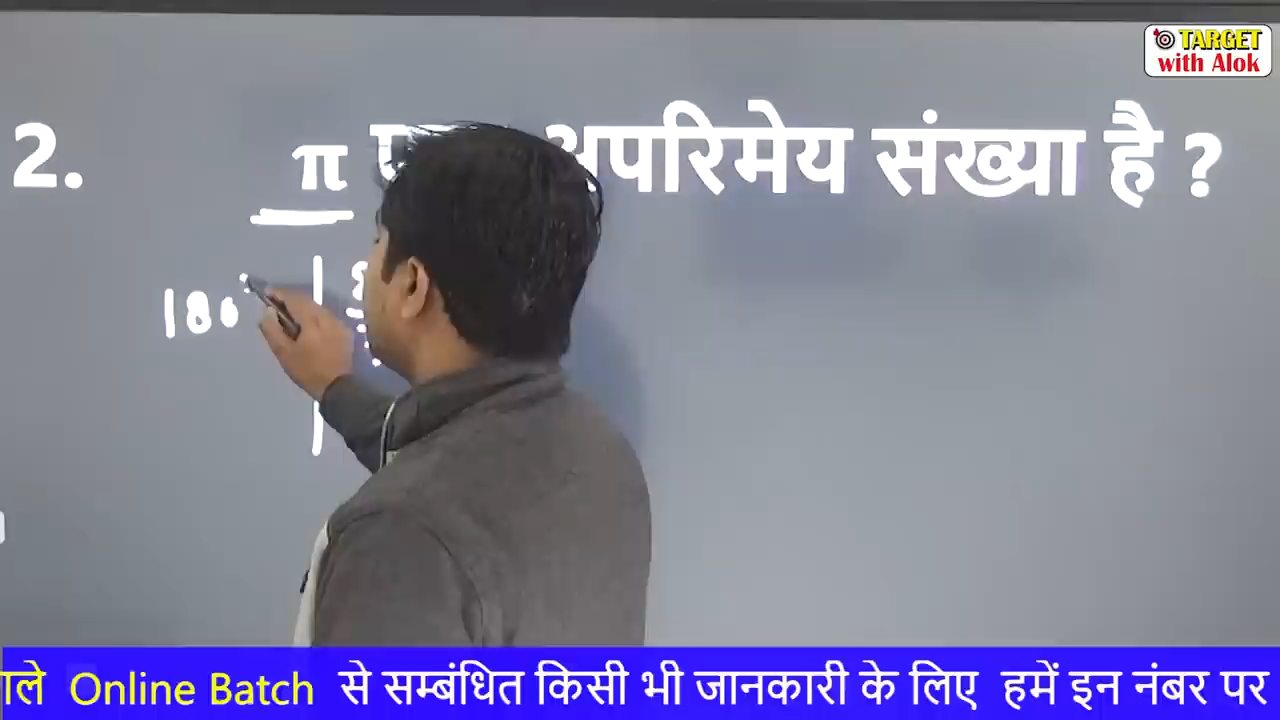 TARGET
with Alok
2. π अपरिमेय संख्या है ?
180°
Online Batch से सम्बंधित किसी भी जानकारी के लिए हमें इन नंबर पर